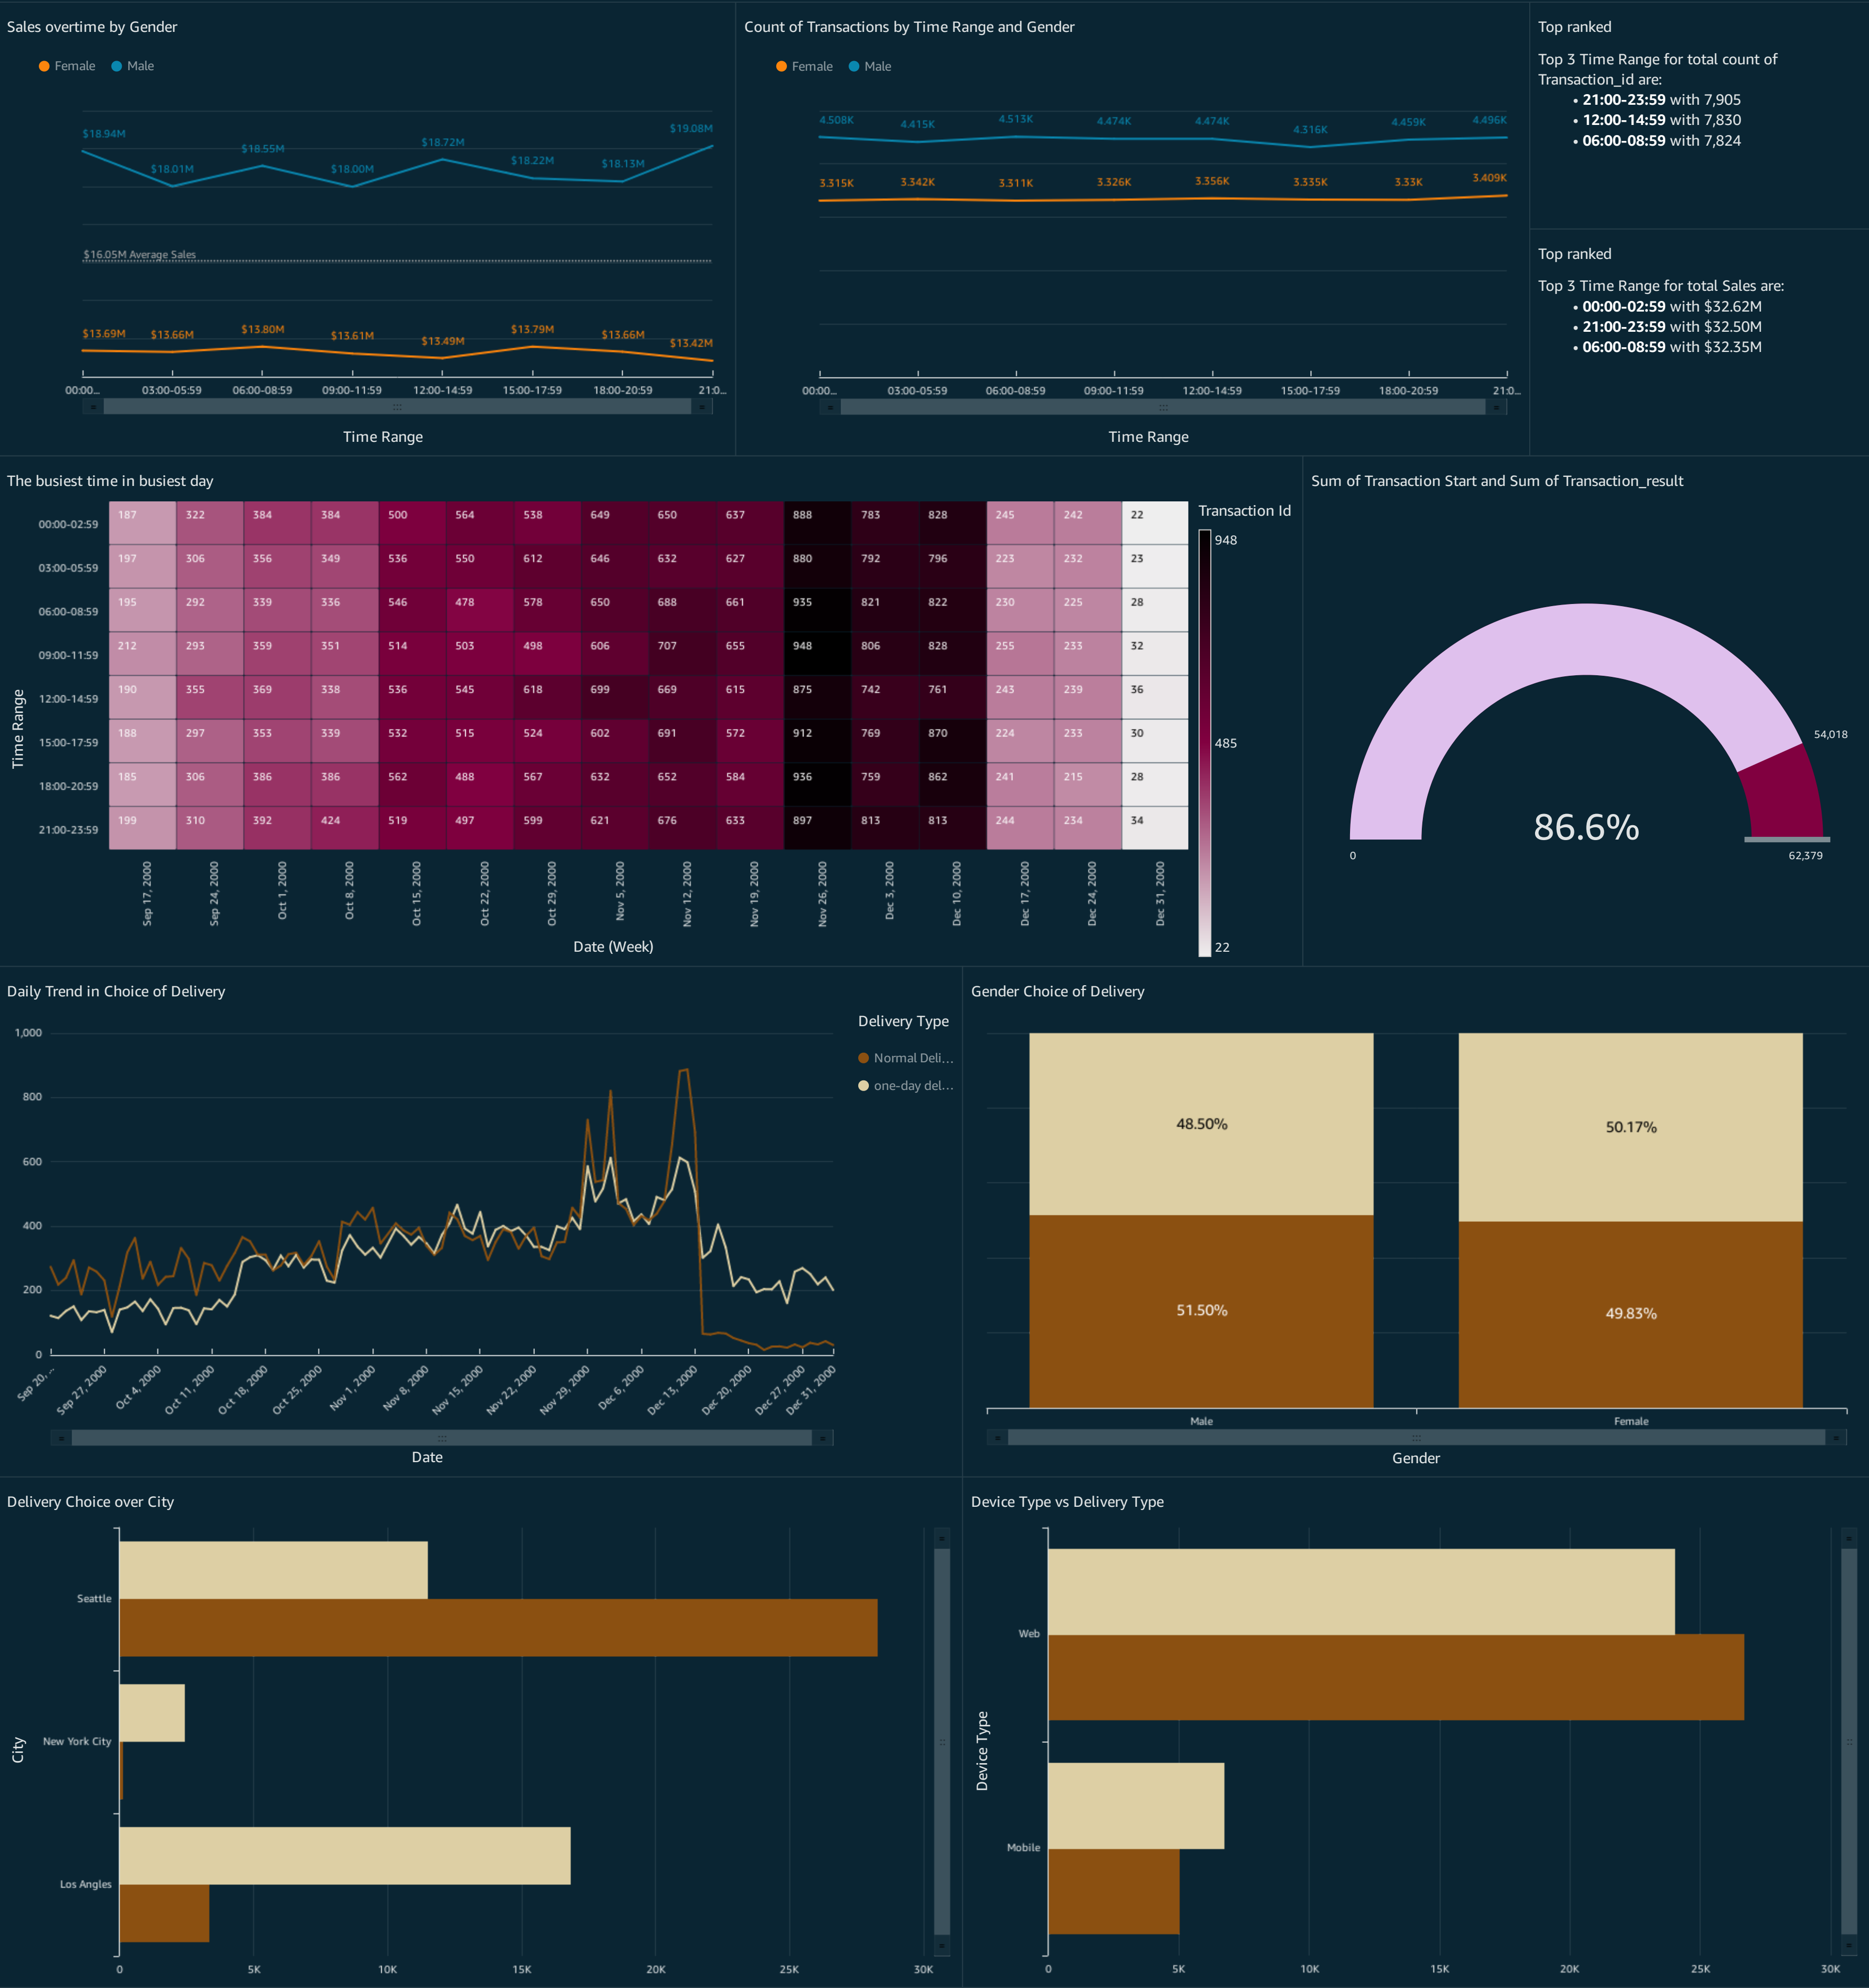 Sales overtime by Gender
Female
Male
$18.94M
$18.01M
$18.55M
$18.00M
$18.72M
$18.22M
$18.13M
$19.08M
$16.05M Average Sales
$13.69M
$13.66M
$13.80M
$13.61M
$13.49M
$13.79M
$13.66M
$13.42M
00:00...
03:00-05:59
06:00-08:59
09:00-11:59
12:00-14:59
15:00-17:59
18:00-20:59
21:0...
Time Range
Count of Transactions by Time Range and Gender
Female
Male
4.508K
4.415K
4.513K
4.474K
4.474K
4.316K
4.459K
4.496K
3.315K
3.342K
3.311K
3.326K
3.356K
3.335K
3.33K
3.409K
00:00...
03:00-05:59
06:00-08:59
09:00-11:59
12:00-14:59
15:00-17:59
18:00-20:59
21:0...
Time Range
Top ranked
Top 3 Time Range for total count of
Transaction_id are:
• 21:00-23:59 with 7,905
• 12:00-14:59 with 7,830
• 06:00-08:59 with 7,824
Top ranked
Top 3 Time Range for total Sales are:
• 00:00-02:59 with $32.62M
• 21:00-23:59 with $32.50M
• 06:00-08:59 with $32.35M
The busiest time in busiest day
Time Range
00:00-02:59 187 322 384 384 500 564 538 649 650 637 888 783 828 245 242 22
03:00-05:59 197 306 356 349 536 550 612 646 632 627 880 792 796 223 232 23
06:00-08:59 195 292 339 336 546 478 578 650 688 661 935 821 822 230 225 28
09:00-11:59 212 293 359 351 514 503 498 606 707 655 948 806 828 255 233 32
12:00-14:59 190 355 369 338 536 545 618 699 669 615 875 742 761 243 239 36
15:00-17:59 188 297 353 339 532 515 524 602 691 572 912 769 870 224 233 30
18:00-20:59 185 306 386 386 562 488 567 632 652 584 936 759 862 241 215 28
21:00-23:59 199 310 392 424 519 497 599 621 676 633 897 813 813 244 234 34
Sep 17, 2000
Sep 24, 2000
Oct 1, 2000
Oct 8, 2000
Oct 15, 2000
Oct 22, 2000
Oct 29, 2000
Nov 5, 2000
Nov 12, 2000
Nov 19, 2000
Nov 26, 2000
Dec 3, 2000
Dec 10, 2000
Dec 17, 2000
Dec 24, 2000
Dec 31, 2000
Date (Week)
Transaction Id
948
485
22
Sum of Transaction Start and Sum of Transaction_result
54,018
86.6%
0
62,379
Daily Trend in Choice of Delivery
1,000
800
600
400
200
0
Sep 20, ...
Sep 27, 2000
Oct 4, 2000
Oct 11, 2000
Oct 18, 2000
Oct 25, 2000
Nov 1, 2000
Nov 8, 2000
Nov 15, 2000
Nov 22, 2000
Nov 29, 2000
Dec 6, 2000
Dec 13, 2000
Dec 20, 2000
Dec 27, 2000
Dec 31, 2000
Date
Delivery Type
Normal Deli...
one-day del...
Gender Choice of Delivery
48.50%
50.17%
51.50%
49.83%
Male
Female
Gender
Delivery Choice over City
City
Seattle
New York City
Los Angles
0
5K
10K
15K
20K
25K
30K
Device Type vs Delivery Type
Device Type
Web
Mobile
0
5K
10K
15K
20K
25K
30K